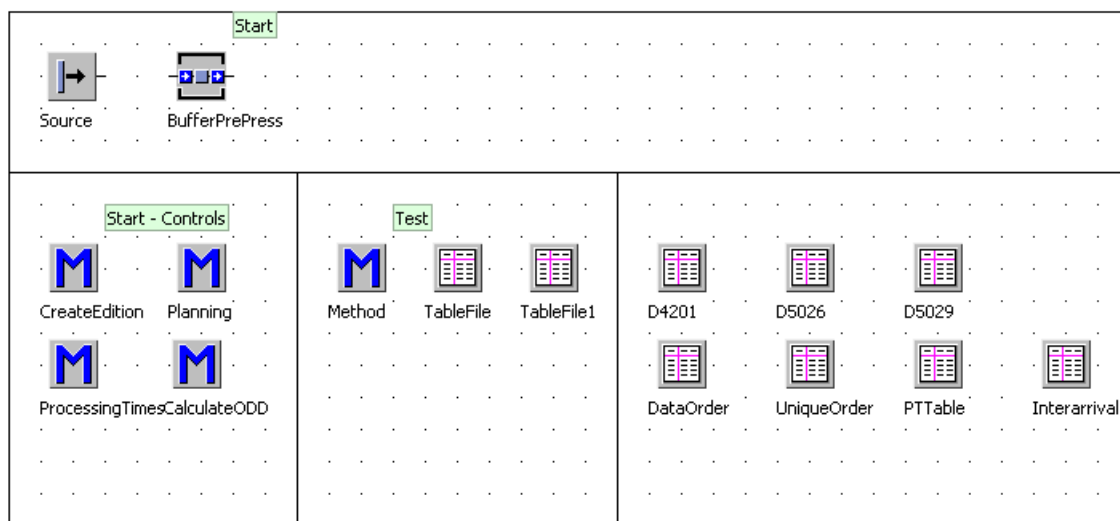 Start
Source
BufferPrePress
Start - Controls
CreateEdition
Planning
ProcessingTimes
CalculateODD
Test
Method
TableFile
TableFile1
D4201
D5026
D5029
DataOrder
UniqueOrder
PTTable
Interarrival